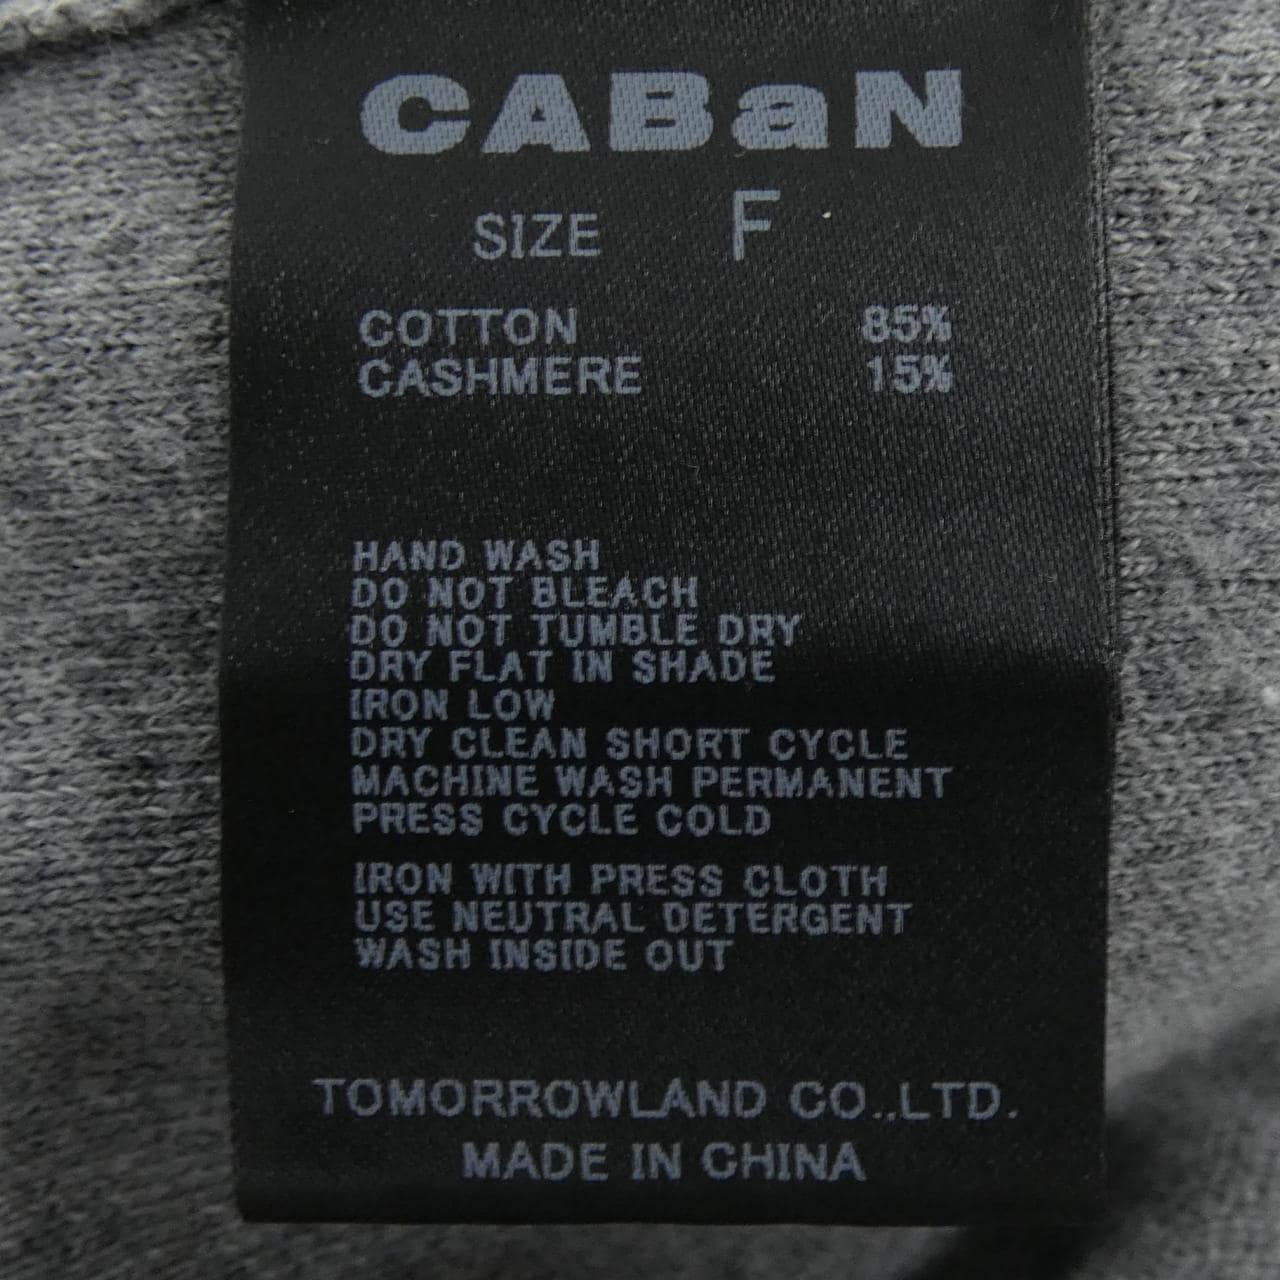 CABaN
SIZE F
COTTON 85%
CASHMERE 15%
HAND WASH
DO NOT BLEACH
DO NOT TUMBLE DRY
DRY FLAT IN SHADE
IRON LOW
DRY CLEAN SHORT CYCLE
MACHINE WASH PERMANENT
PRESS CYCLE COLD
IRON WITH PRESS CLOTH
USE NEUTRAL DETERGENT
WASH INSIDE OUT
TOMORROWLAND CO.,LTD.
MADE IN CHINA